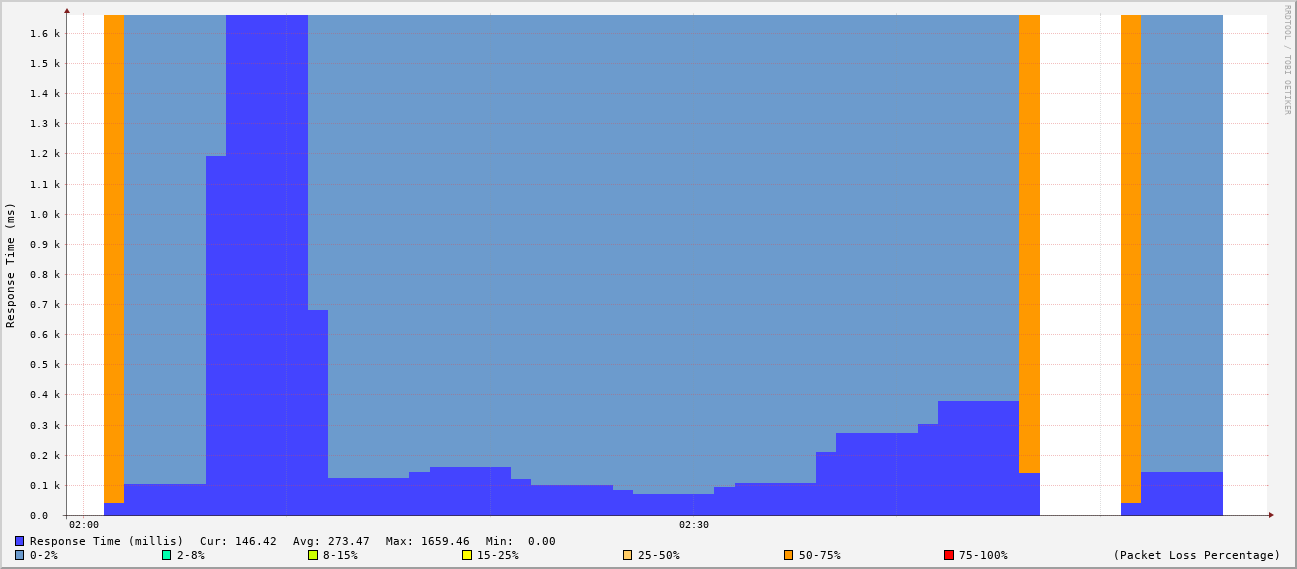 RRDTOOL / TOBI OETIKER
Response Time (ms)
1.6 k
1.5 k
1.4 k
1.3 k
1.2 k
1.1 k
1.0 k
0.9 k
0.8 k
0.7 k
0.6 k
0.5 k
0.4 k
0.3 k
0.2 k
0.1 k
0.0
02:00 02:30
Response Time (millis) Cur: 146.42 Avg: 273.47 Max: 1659.46 Min: 0.00
0-2% 2-8% 8-15% 15-25% 25-50% 50-75% 75-100% (Packet Loss Percentage)